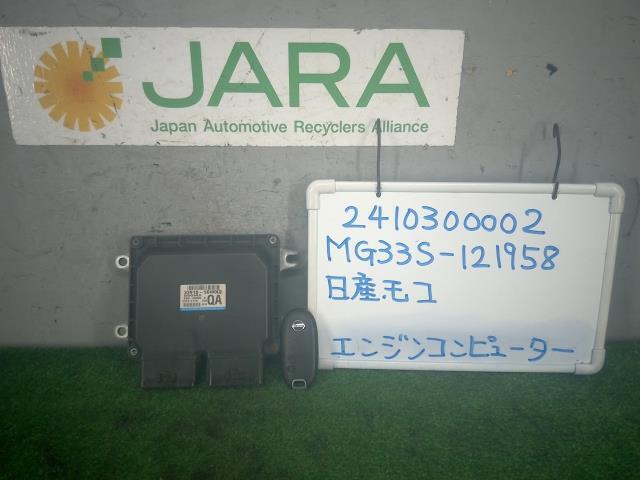 JARA
Japan Automotive Recyclers Alliance
2410300002
MG33S-121958
日産.モコ
エンジンコンピューター
QA